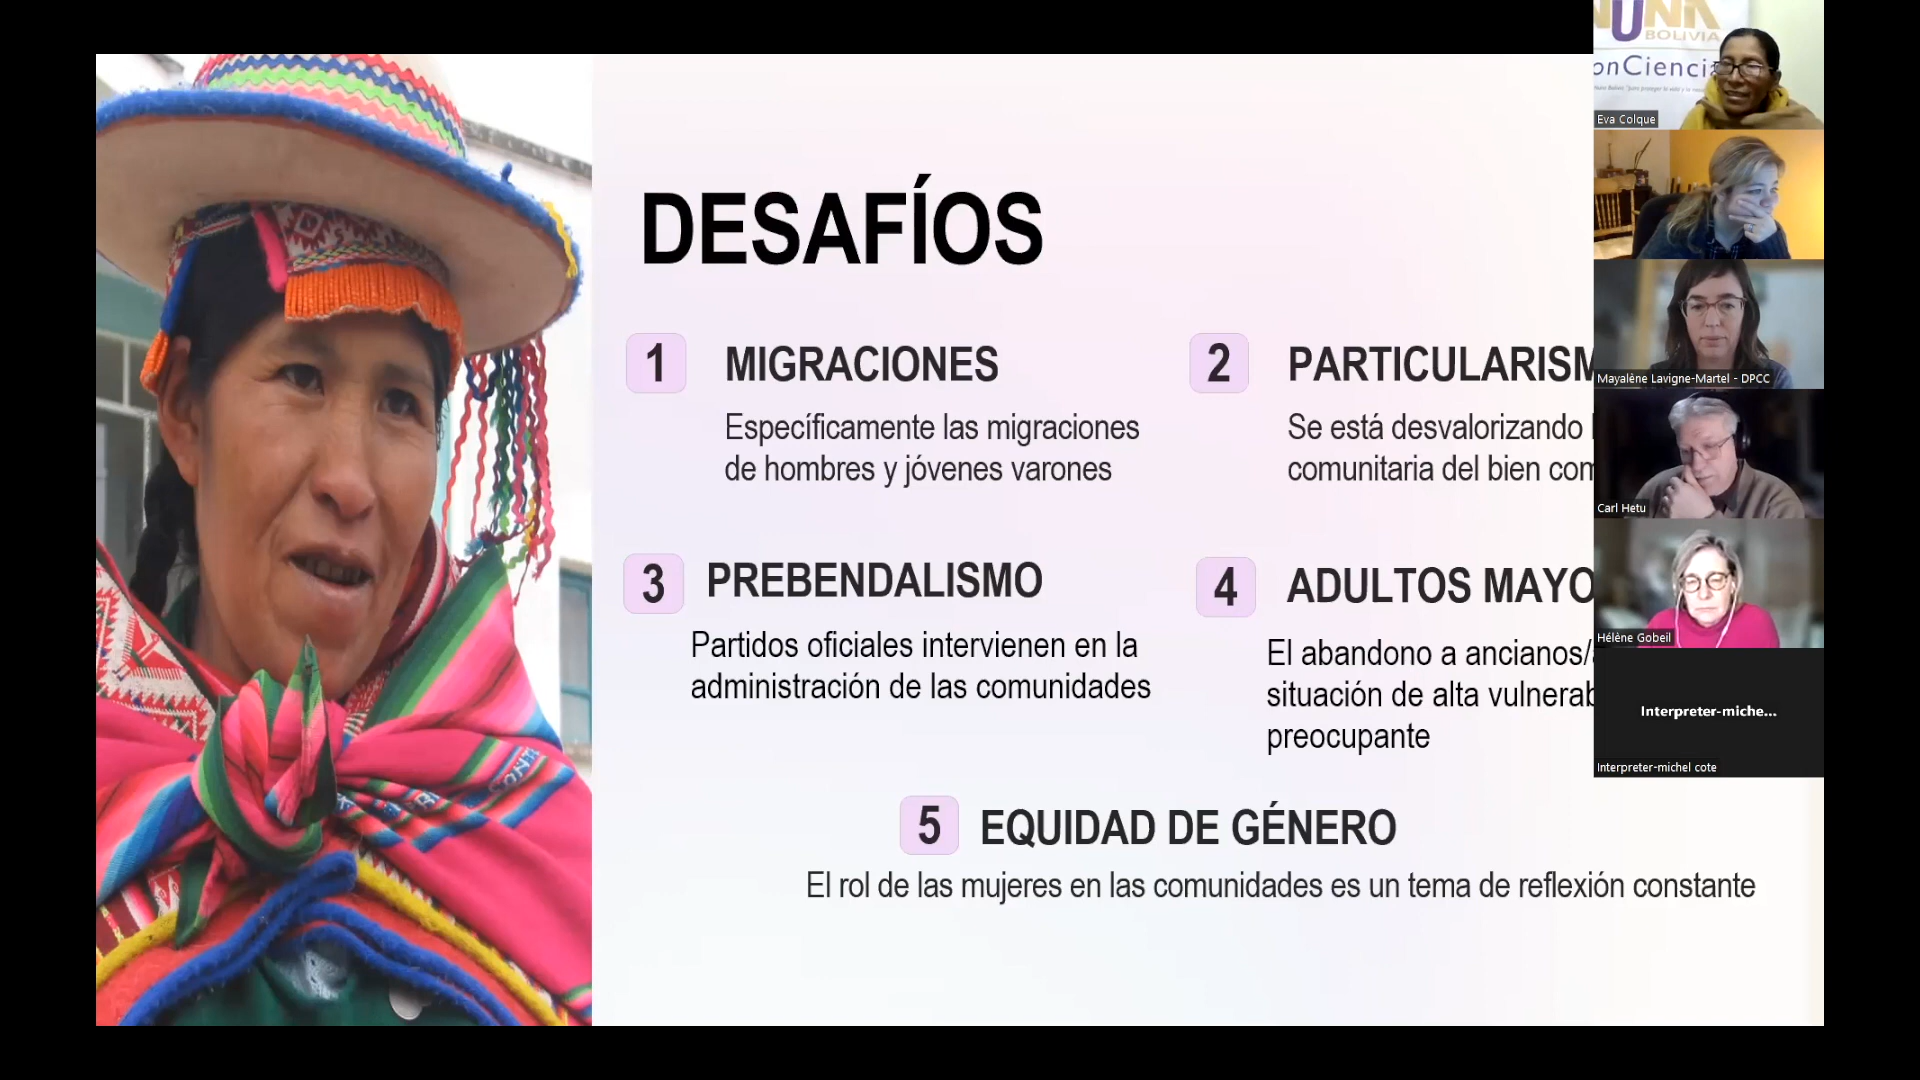 DESAFÍOS
1 MIGRACIONES
Específicamente las migraciones
de hombres y jóvenes varones
2
Se está desvalorizando
comunitaria del bien
3 PREBENDALISMO
Partidos oficiales intervienen en la
administración de las comunidades
4 ADULTOS
El abandono a ancianos/
situación de alta
preocupante
5 EQUIDAD DE GÉNERO
El rol de las mujeres en las comunidades es un tema de reflexión constante
BOLIVIA
Eva Colque
Mayalène Lavigne-Martel - DPCC
Carl Hetu
Hélène Gobeil
Interpreter-miche...
Interpreter-michel cote